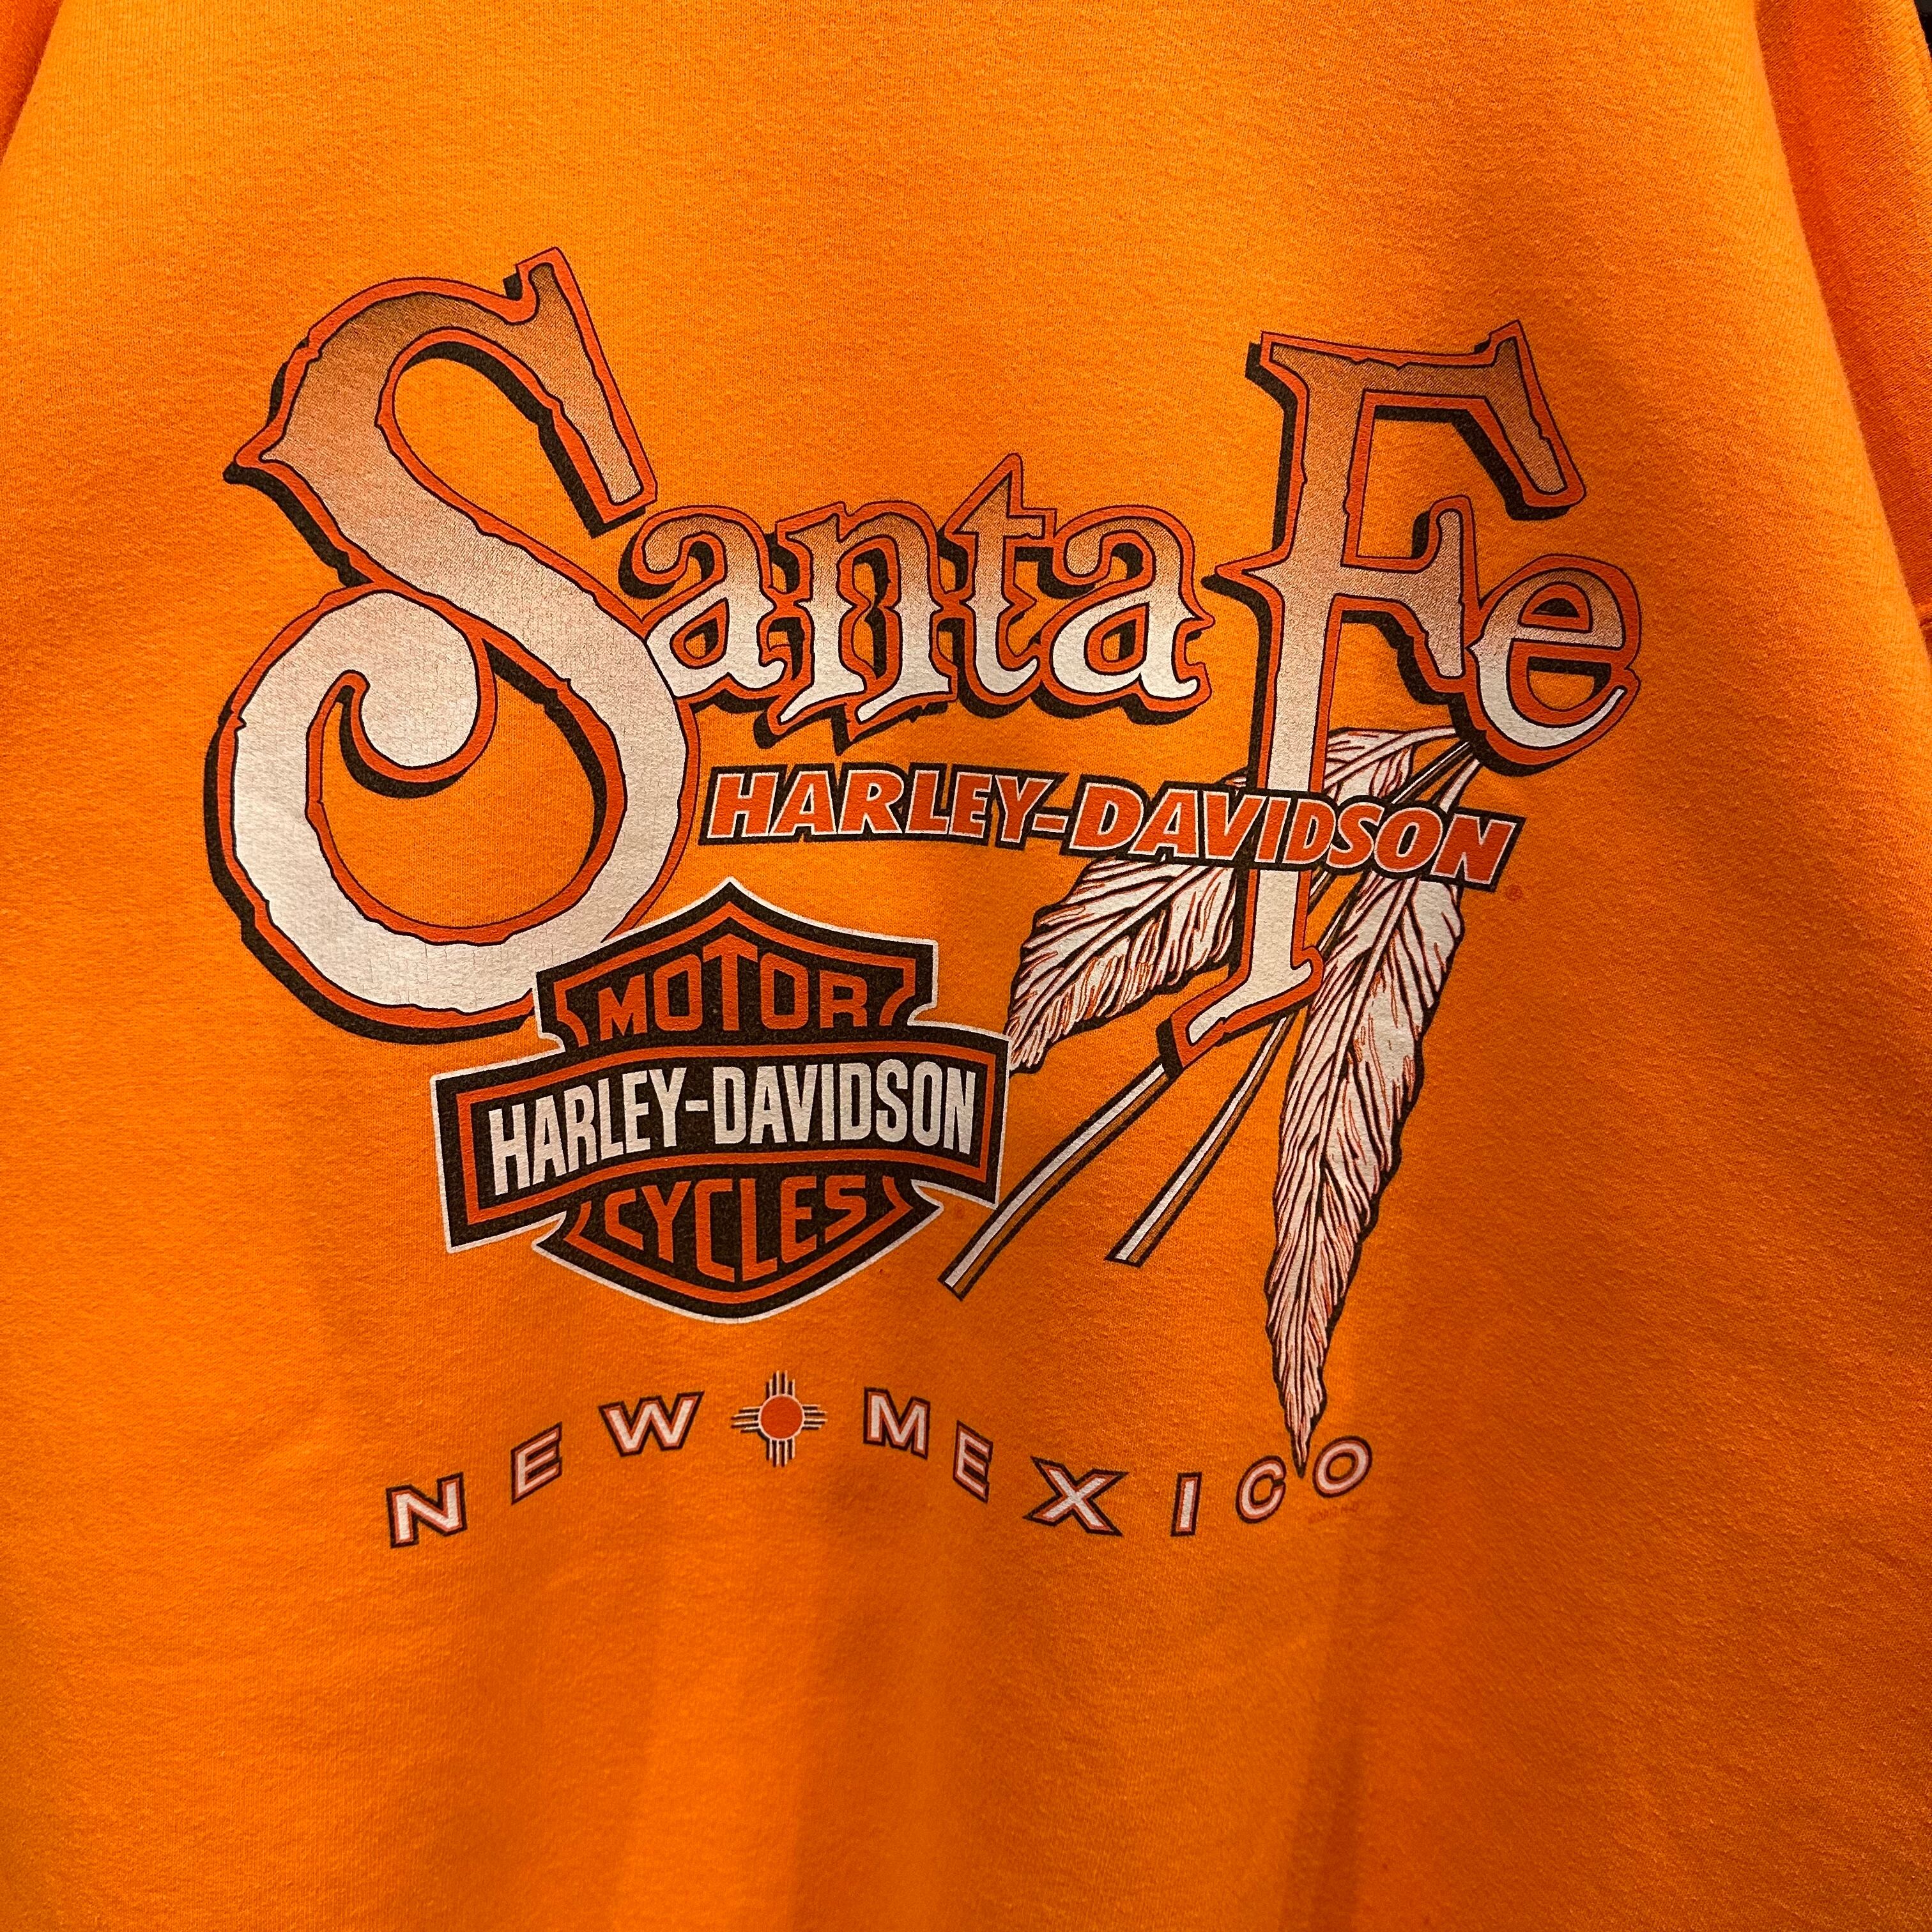 Santa Fe
HARLEY-DAVIDSON®
MOTOR
HARLEY-DAVIDSON
CYCLES
NEW MEXICO